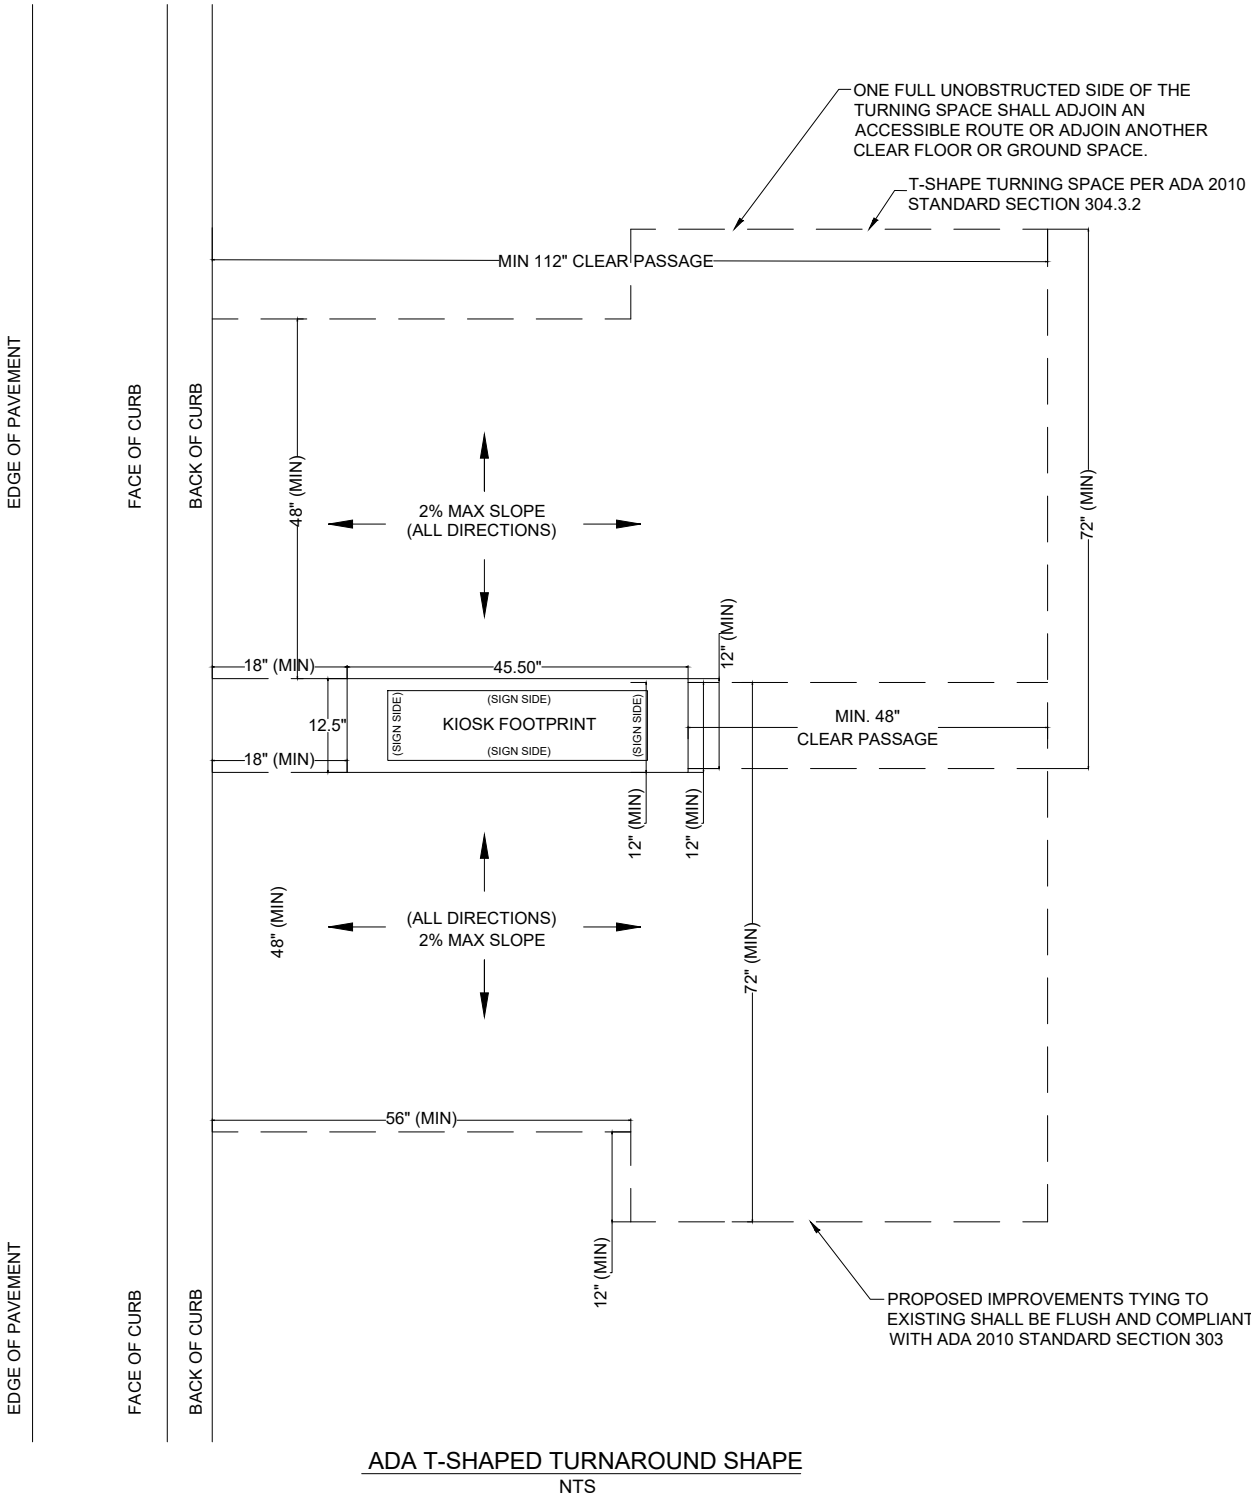 ONE FULL UNOBSTRUCTED SIDE OF THE
TURNING SPACE SHALL ADJOIN AN
ACCESSIBLE ROUTE OR ADJOIN ANOTHER
CLEAR FLOOR OR GROUND SPACE.
T-SHAPE TURNING SPACE PER ADA 2010
STANDARD SECTION 304.3.2
MIN 112" CLEAR PASSAGE
EDGE OF PAVEMENT
FACE OF CURB
BACK OF CURB
48" (MIN)
2% MAX SLOPE
(ALL DIRECTIONS)
72" (MIN)
12" (MIN)
18" (MIN)
45.50"
(SIGN SIDE)
(SIGN SIDE)
(SIGN SIDE)
12.5"
KIOSK FOOTPRINT
(SIGN SIDE)
MIN. 48"
CLEAR PASSAGE
18" (MIN)
12" (MIN)
12" (MIN)
48" (MIN)
(ALL DIRECTIONS)
2% MAX SLOPE
72" (MIN)
56" (MIN)
12" (MIN)
EDGE OF PAVEMENT
FACE OF CURB
BACK OF CURB
PROPOSED IMPROVEMENTS TYING TO
EXISTING SHALL BE FLUSH AND COMPLIANT
WITH ADA 2010 STANDARD SECTION 303
ADA T-SHAPED TURNAROUND SHAPE
NTS